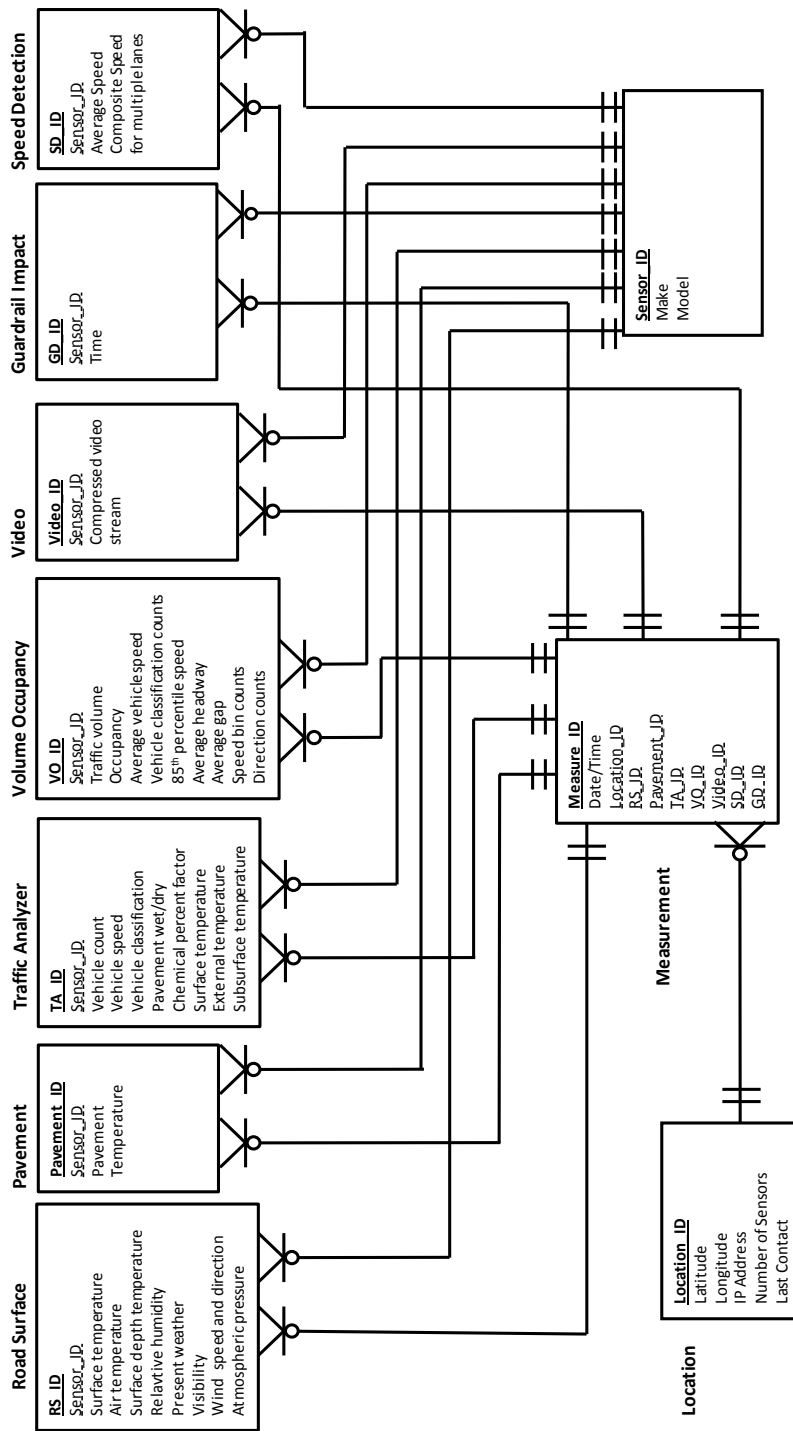 Road Surface
RS_ID
Sensor_ID
Surface temperature
Air temperature
Surface depth temperature
Relavtive humidity
Present weather
Visibility
Wind speed and direction
Atmospheric pressure
Pavement
Pavement_ID
Sensor_ID
Pavement
Temperature
Traffic Analyzer
TA_ID
Sensor_ID
Vehicle count
Vehicle speed
Vehicle classification
Pavement wet/dry
Chemical percent factor
Surface temperature
External temperature
Subsurface temperature
Volume Occupancy
VO_ID
Sensor_ID
Traffic volume
Occupancy
Average vehicle speed
Vehicle classification counts
85th percentile speed
Average headway
Average gap
Speed bin counts
Direction counts
Video
Video_ID
Sensor_ID
Compressed video
stream
Guardrail Impact
GD_ID
Sensor_ID
Time
Speed Detection
SD_ID
Sensor_ID
Average Speed
Composite Speed
for multiple lanes
Location
Location_ID
Latitude
Longitude
IP Address
Number of Sensors
Last Contact
Measurement
Measure_ID
Date/Time
Location_ID
RS_ID
Pavement_ID
TA_ID
VO_ID
Video_ID
SD_ID
GD_ID
Sensor_ID
Make
Model